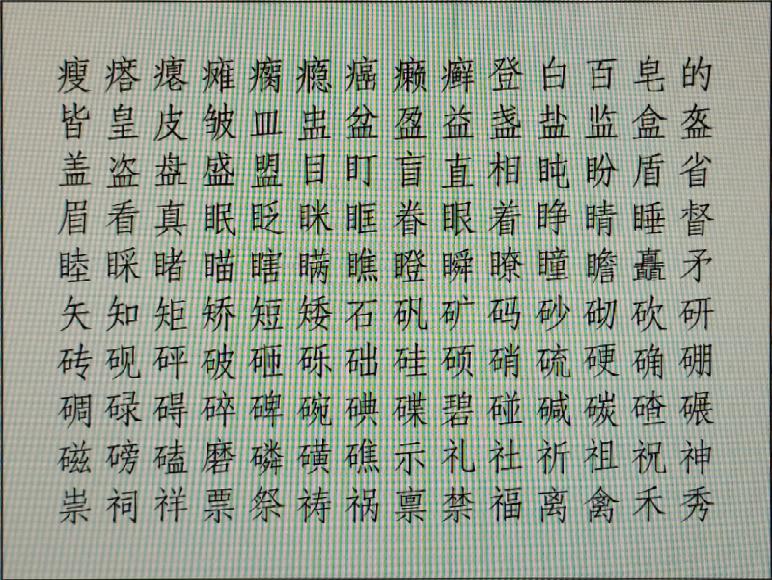 瘦瘩瘪瘫瘸瘾癌癞癣登白百皂的
皆皇皮皱皿盅盆盈益盏盐监盒盔
盖盗盘盛盟目盯盲直相盹盼盾省
眉看真眠眨眯眶眷眼着睁睛睡督
睦睬睹瞄瞎瞒瞧瞪瞬瞭瞳瞻矗矛
矢知矩矫短矮石矾矿码砂砌砍研
砖砚砰破砸砾础硅硕硝硫硬确硼
碉碌碍碎碑碗碘碟碧碰碱碳碴碾
磁磅磕磨磷磺礁示礼社祈祖祝神
祟祠祥票祭祷祸禀禁福离禽禾秀